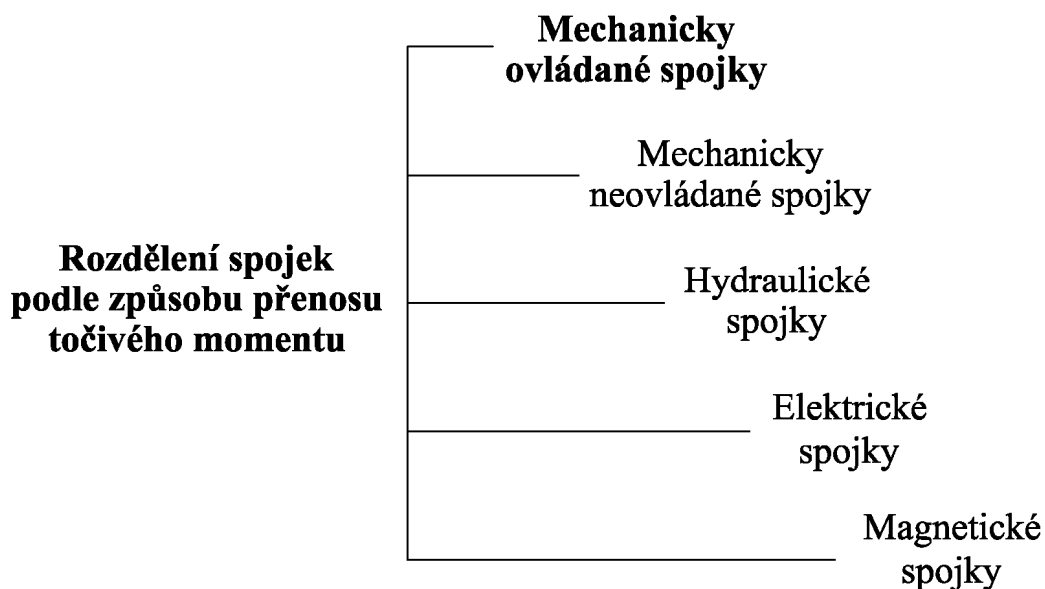 Mechanicky
ovládané spojky
Mechanicky
neovládané spojky
Rozdělení spojek
podle způsobu přenosu
točivého momentu
Hydraulické
spojky
Elektrické
spojky
Magnetické
spojky